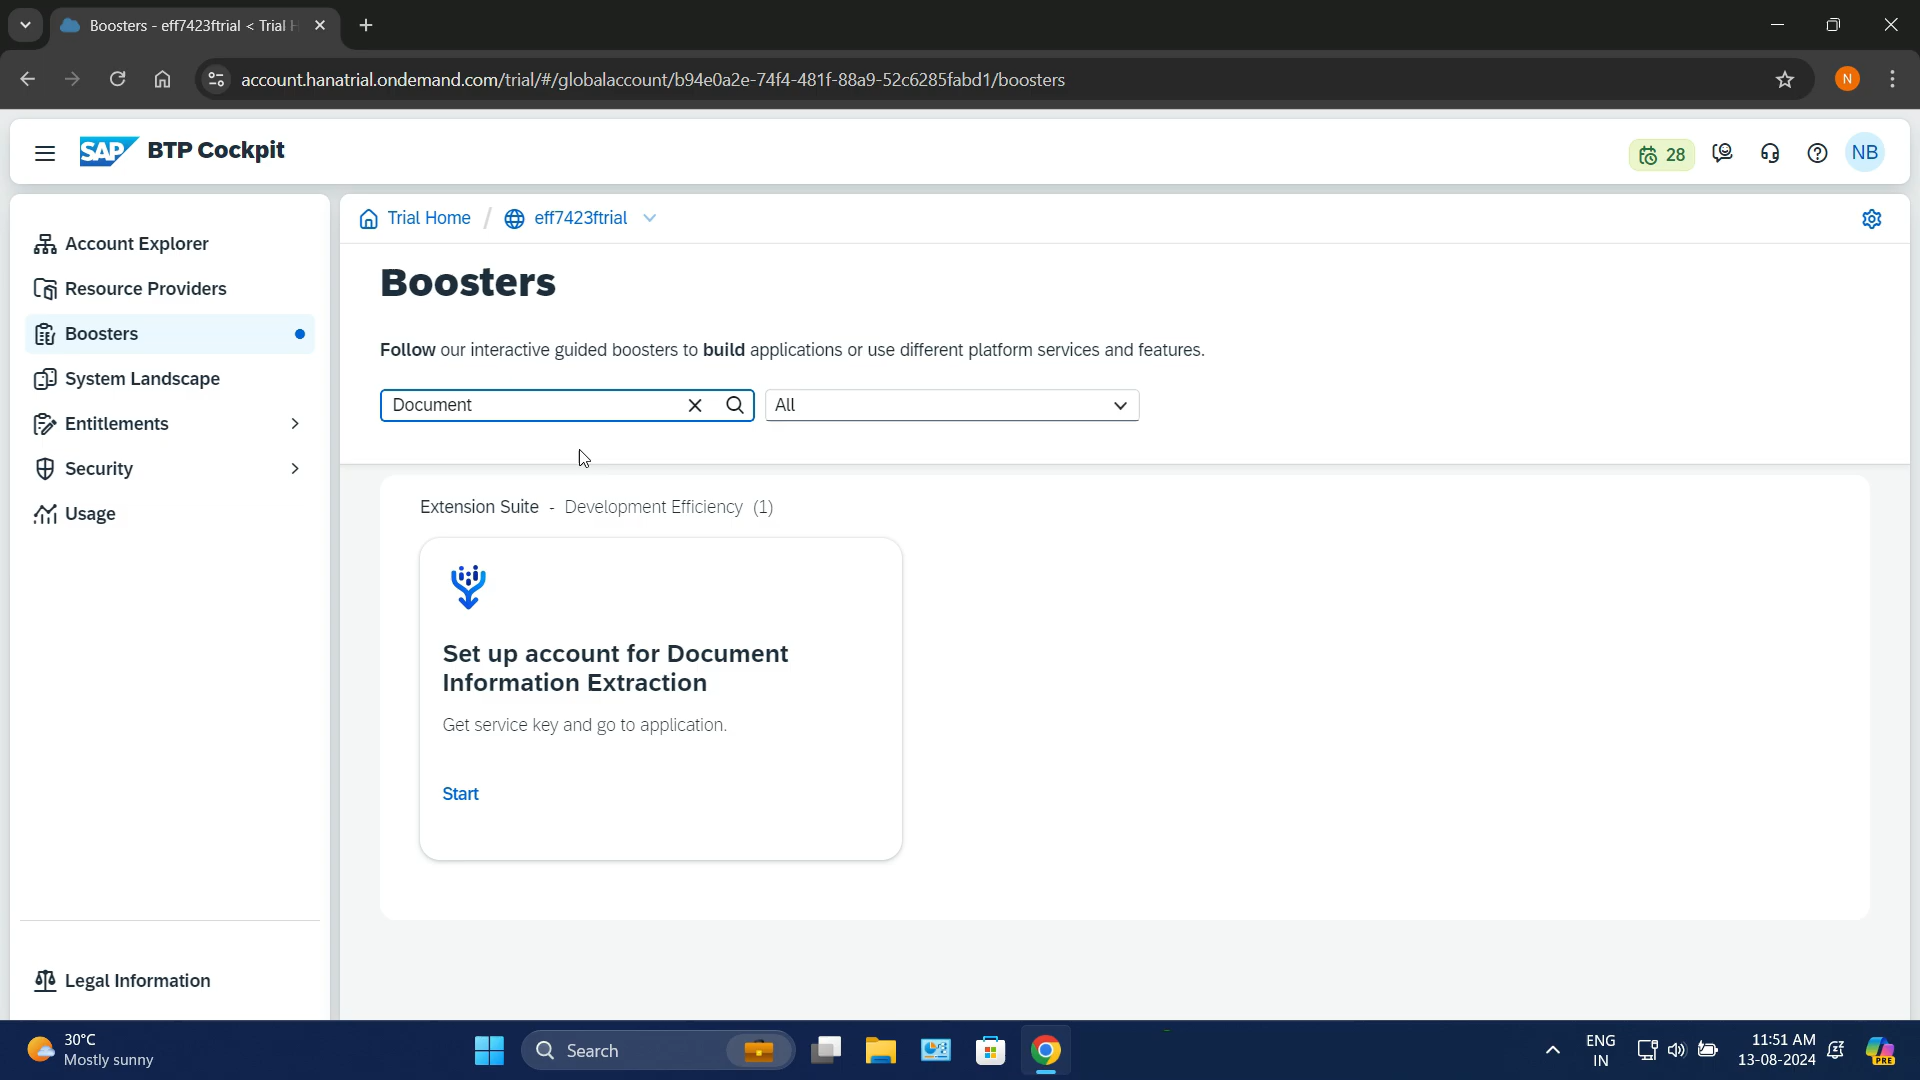 Boosters - eff7423ftrial < Trial H
account.hanatrial.ondemand.com/trial/#/globalaccount/b94e0a2e-74f4-481f-88a9-52c6285fabd1/boosters
N
SAP BTP Cockpit
28
NB
Account Explorer
Resource Providers
Boosters
System Landscape
Entitlements
Security
Usage
Legal Information
Trial Home / eff7423ftrial
Boosters
Follow our interactive guided boosters to build applications or use different platform services and features.
Document
All
Extension Suite - Development Efficiency (1)
Set up account for Document
Information Extraction
Get service key and go to application.
Start
30°C
Mostly sunny
Search
ENG
IN
11:51 AM
13-08-2024
PRE